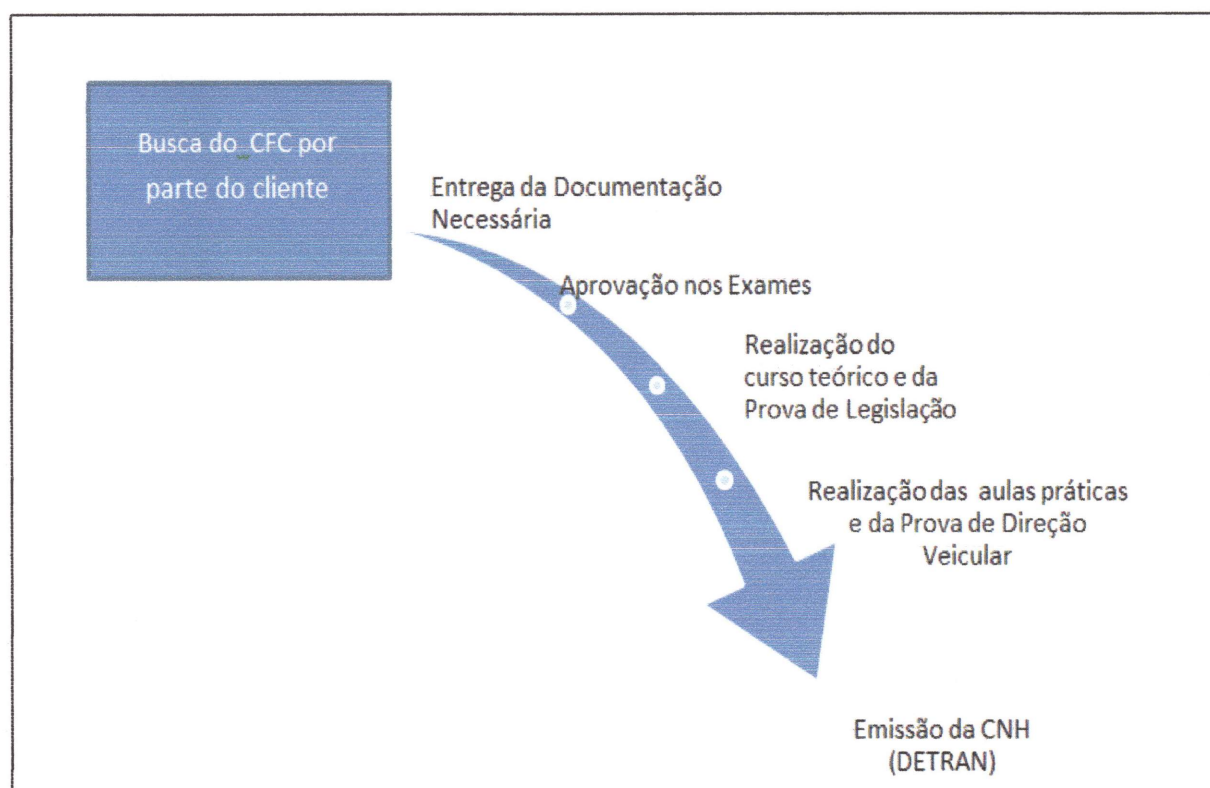 Busca do CFC por
parte do cliente
Entrega da Documentação
Necessária
Aprovação nos Exames
Realização do
curso teórico e da
Prova de Legislação
Realização das aulas práticas
e da Prova de Direção
Veicular
Emissão da CNH
(DETRAN)